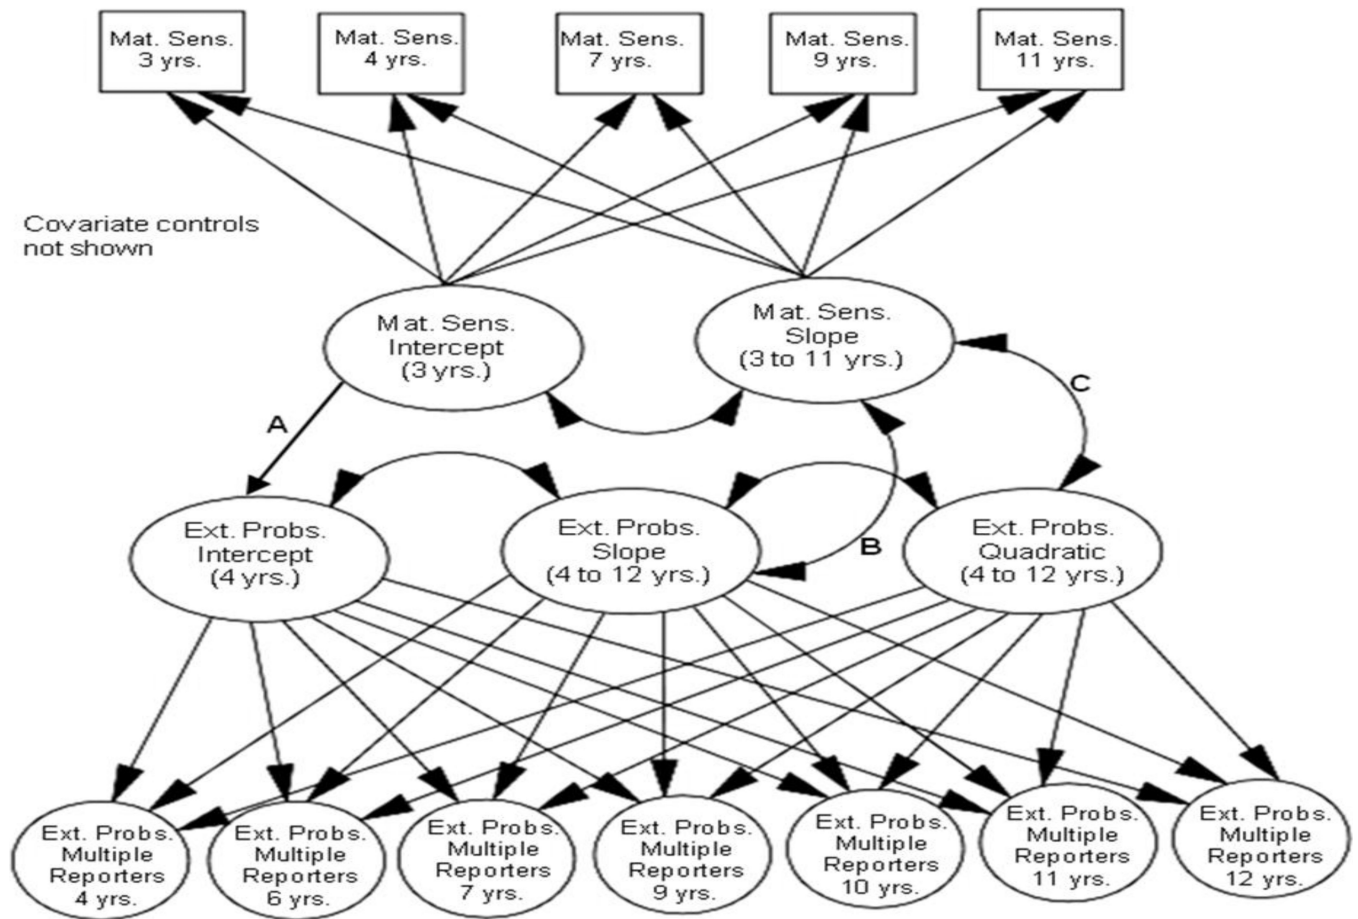 Mat. Sens.
3 yrs.
Mat. Sens.
4 yrs.
Mat. Sens.
7 yrs.
Mat. Sens.
9 yrs.
Mat. Sens.
11 yrs.
Covariate controls
not shown
Mat. Sens.
Intercept
(3 yrs.)
Mat. Sens.
Slope
(3 to 11 yrs.)
A
C
B
Ext. Probs.
Intercept
(4 yrs.)
Ext. Probs.
Slope
(4 to 12 yrs.)
Ext. Probs.
Quadratic
(4 to 12 yrs.)
Ext. Probs.
Multiple
Reporters
4 yrs.
Ext. Probs.
Multiple
Reporters
6 yrs.
Ext. Probs.
Multiple
Reporters
7 yrs.
Ext. Probs.
Multiple
Reporters
9 yrs.
Ext. Probs.
Multiple
Reporters
10 yrs.
Ext. Probs.
Multiple
Reporters
11 yrs.
Ext. Probs.
Multiple
Reporters
12 yrs.